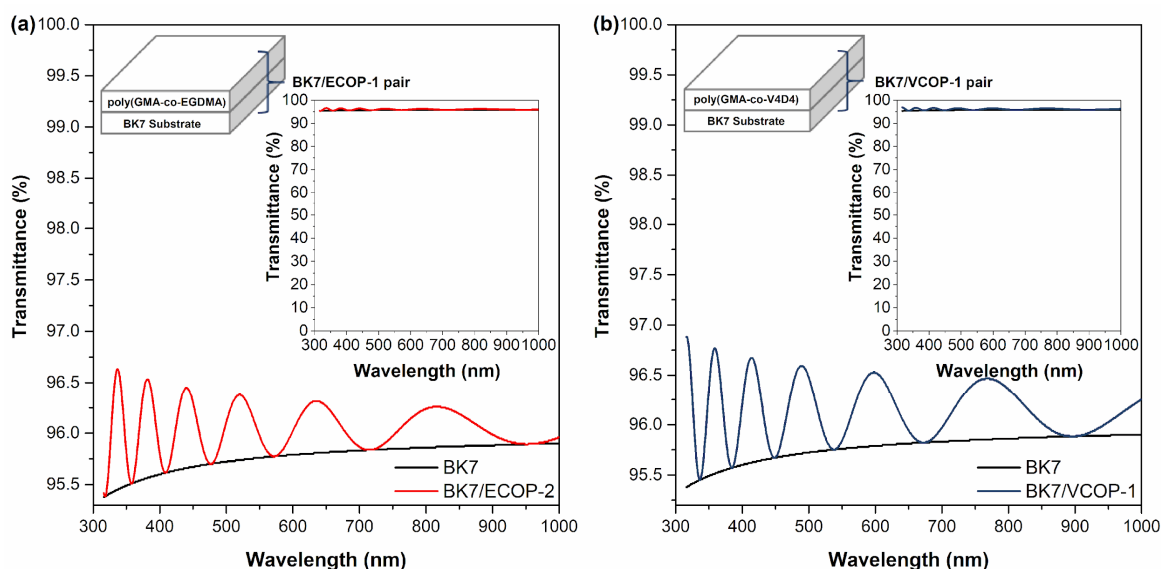 (a)
100.0
99.5
99.0
98.5
98.0
97.5
97.0
96.5
96.0
95.5
Transmittance (%)
300 400 500 600 700 800 900 1000
Wavelength (nm)
poly(GMA-co-EGDMA)
BK7 Substrate
BK7/ECOP-1 pair
100
90
80
70
60
50
40
30
20
10
0
Transmittance (%)
300 400 500 600 700 800 900 1000
Wavelength (nm)
BK7
BK7/ECOP-2
(b)
100.0
99.5
99.0
98.5
98.0
97.5
97.0
96.5
96.0
95.5
Transmittance (%)
300 400 500 600 700 800 900 1000
Wavelength (nm)
poly(GMA-co-V4D4)
BK7 Substrate
BK7/VCOP-1 pair
100
90
80
70
60
50
40
30
20
10
0
Transmittance (%)
300 400 500 600 700 800 900 1000
Wavelength (nm)
BK7
BK7/VCOP-1